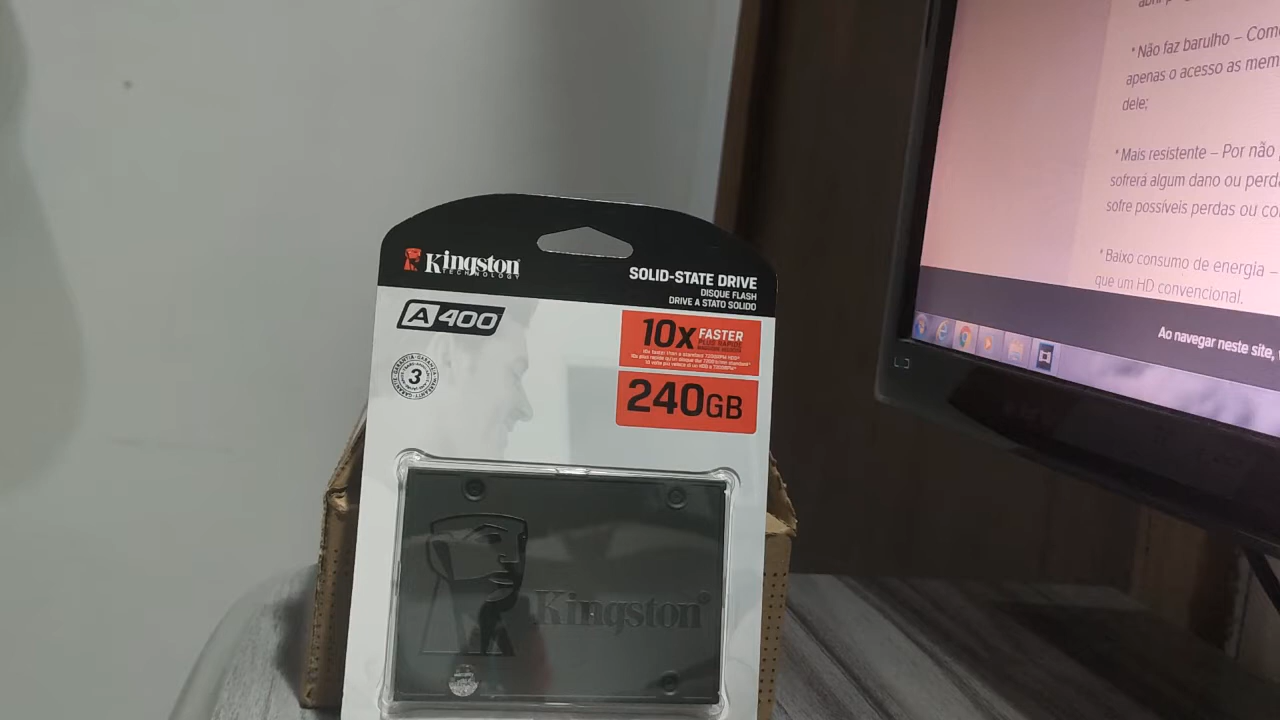 Kingston
TECHNOLOGY
SOLID-STATE DRIVE
DISQUE FLASH
DRIVE A STATO SOLIDO
A400
10x FASTER
PLUS RAPIDE
3
240GB
Kingston
* Não faz barulho – Com
apenas o acesso as mem
dele;
* Mais resistente – Por não
sofrerá algum dano ou perd
sofre possíveis perdas ou co
* Baixo consumo de energia –
que um HD convencional.
Ao navegar neste site,